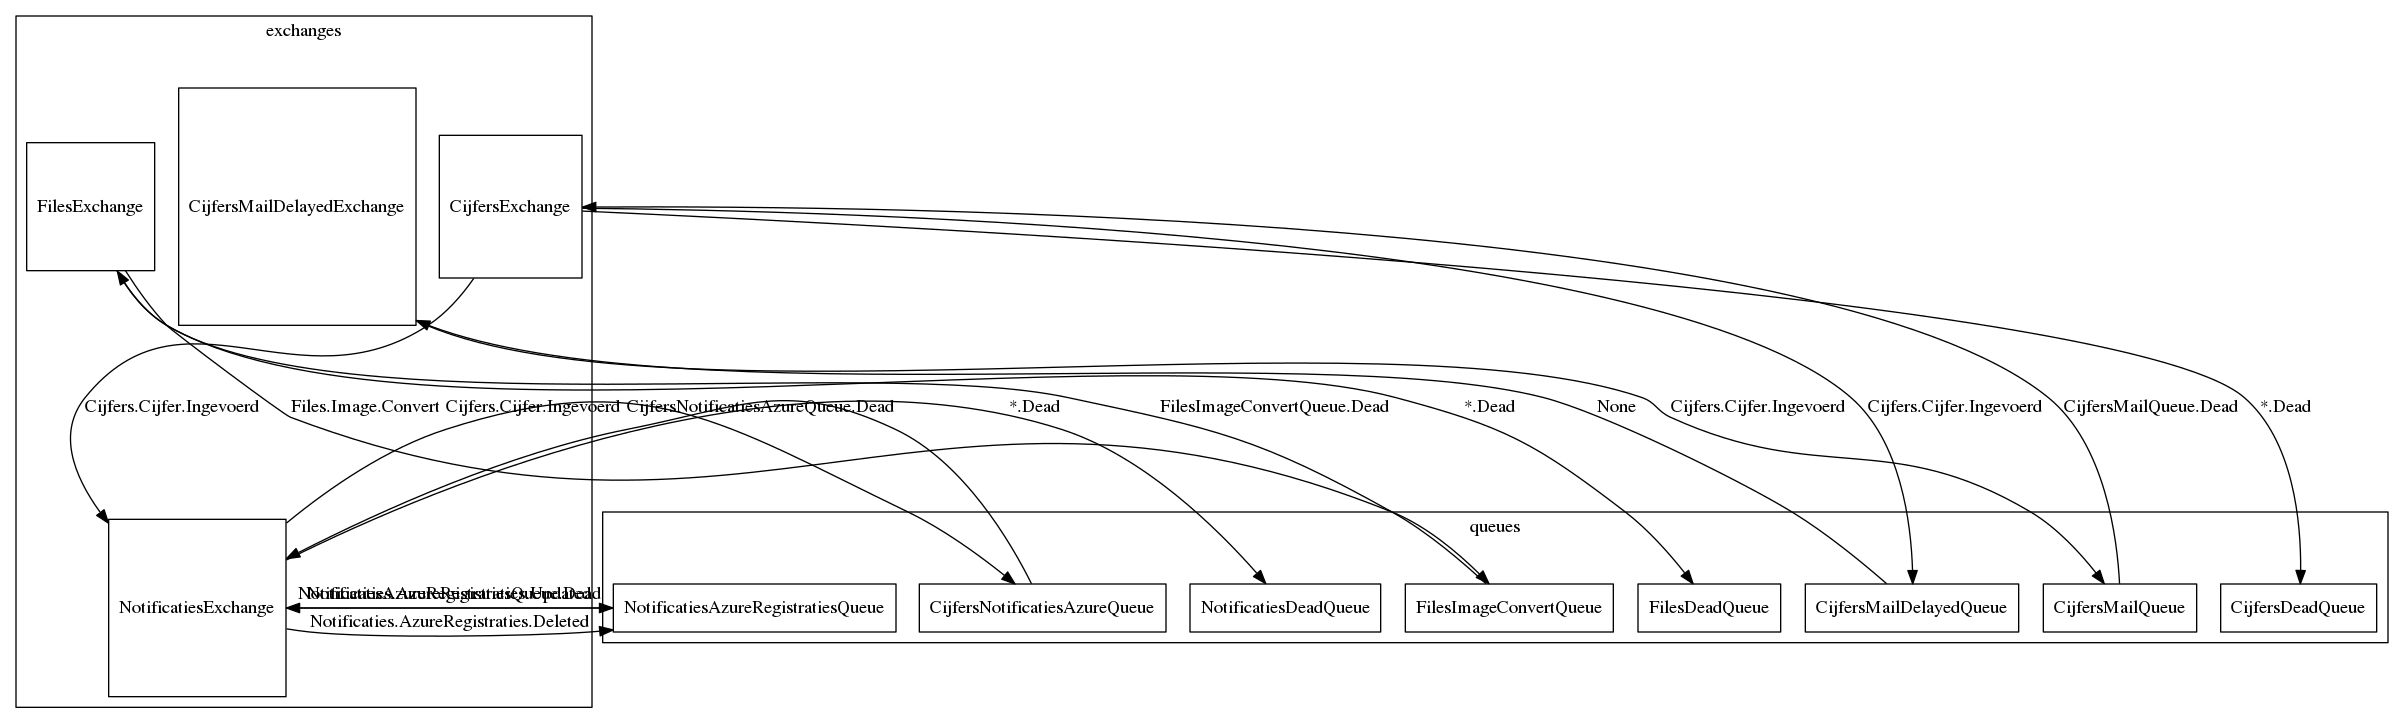 exchanges
FilesExchange
CijfersMailDelayedExchange
CijfersExchange
Cijfers.Cijfer.Ingevoerd
Files.Image.Convert
Cijfers.Cijfer.Ingevoerd
CijfersNotificatiesAzureQueue.Dead
*.Dead
FilesImageConvertQueue.Dead
*.Dead
None
Cijfers.Cijfer.Ingevoerd
Cijfers.Cijfer.Ingevoerd
CijfersMailQueue.Dead
*.Dead
queues
NotificatiesExchange
Notificaties.AzureRegistraties.Deleted
NotificatiesAzureRegistratiesQueue
CijfersNotificatiesAzureQueue
NotificatiesDeadQueue
FilesImageConvertQueue
FilesDeadQueue
CijfersMailDelayedQueue
CijfersMailQueue
CijfersDeadQueue